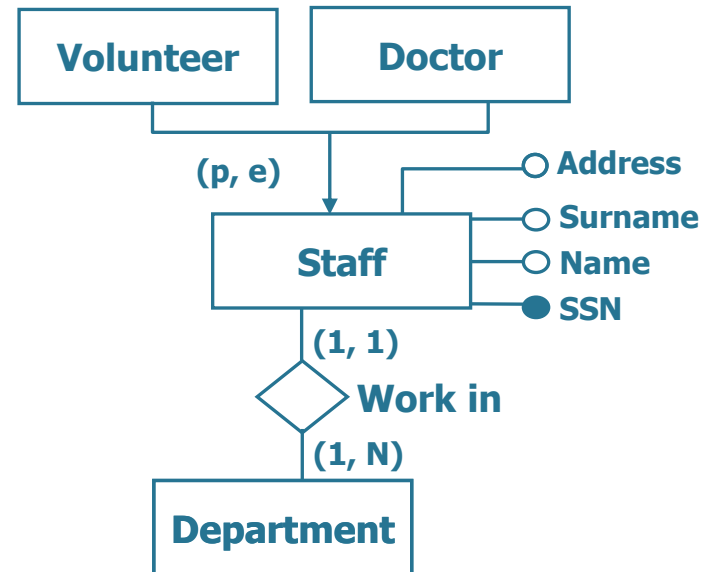 Volunteer
Doctor
(p, e)
Address
Surname
Staff
Name
SSN
(1, 1)
Work in
(1, N)
Department